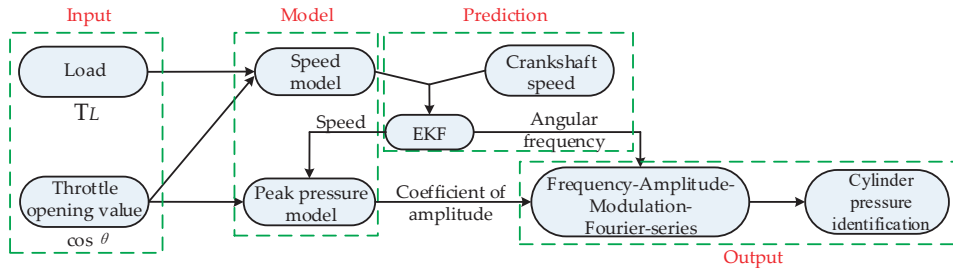 Input
Model
Prediction
Load
TL
Speed
model
Crankshaft
speed
Speed
EKF
Angular
frequency
Throttle
opening value
cos θ
Peak pressure
model
Coefficient of
amplitude
Frequency-Amplitude-
Modulation-
Fourier-series
Cylinder
pressure
identification
Output